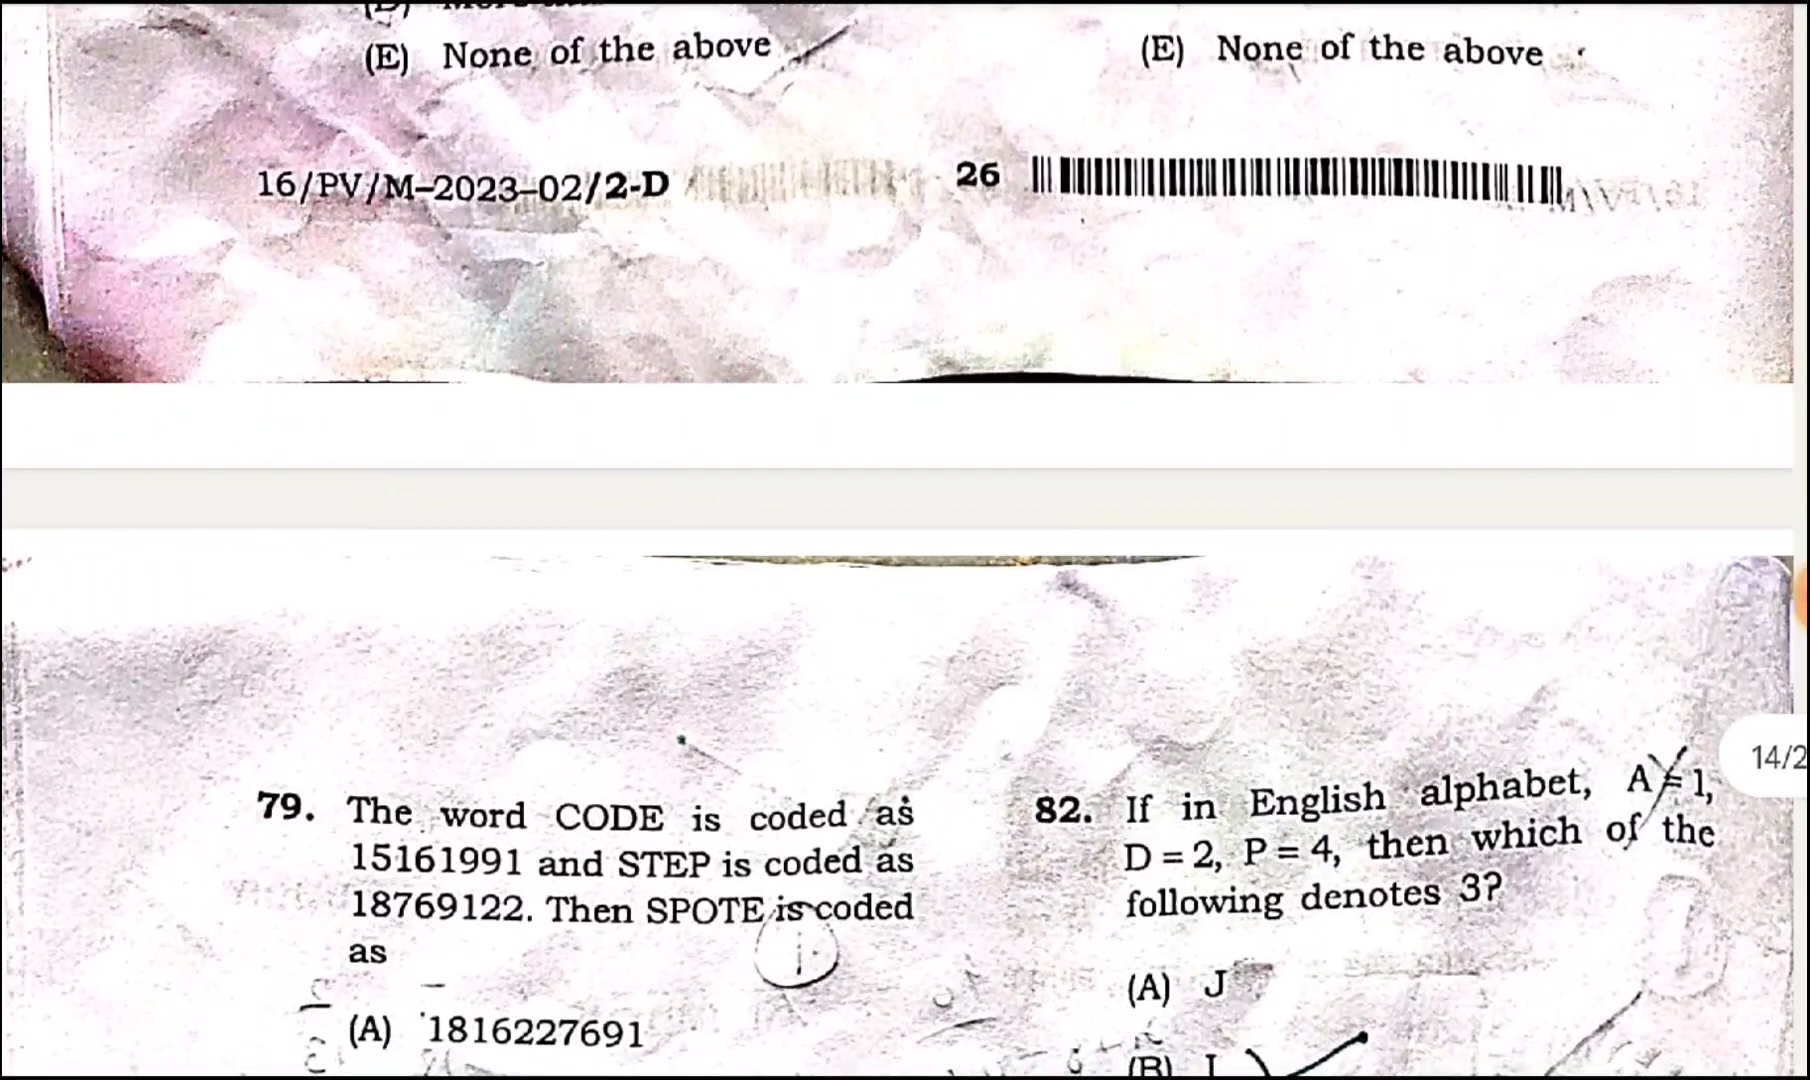 (E) None of the above
(E) None of the above
16/PV/M–2023–02/2-D
26
79. The word CODE is coded as
15161991 and STEP is coded as
18769122. Then SPOTE is coded
as
(A) 1816227691
82. If in English alphabet, A = 1,
D = 2, P = 4, then which of the
following denotes 3?
(A) J
(B) I
14/2